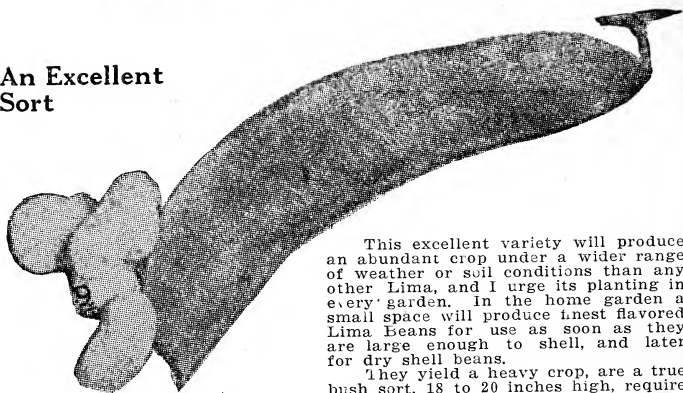 An Excellent
Sort
This excellent variety will produce
an abundant crop under a wider range
of weather or soil conditions than any
other Lima, and I urge its planting in
every garden. In the home garden a
small space will produce finest flavored
Lima Beans for use as soon as they
are large enough to shell, and later
for dry shell beans.
They yield a heavy crop, are a true
bush sort, 18 to 20 inches high, require